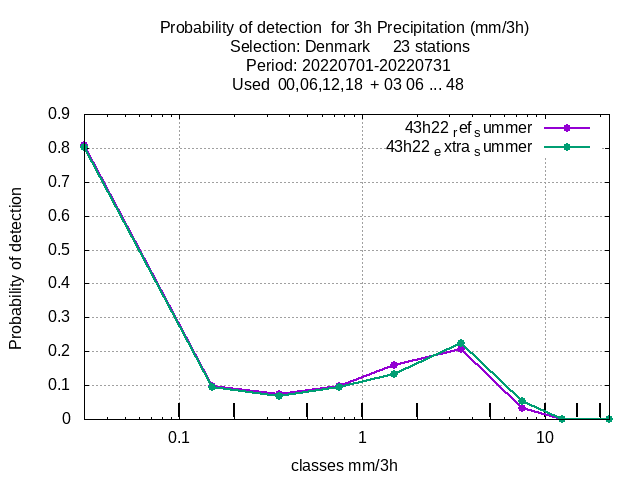 Probability of detection  for 3h Precipitation (mm/3h)
Selection: Denmark     23 stations
Period: 20220701-20220731
Used  00,06,12,18  + 03 06 ... 48
43h22 ref summer
43h22 extra summer
Probability of detection
0.9
0.8
0.7
0.6
0.5
0.4
0.3
0.2
0.1
0
0.1 1 10
classes mm/3h